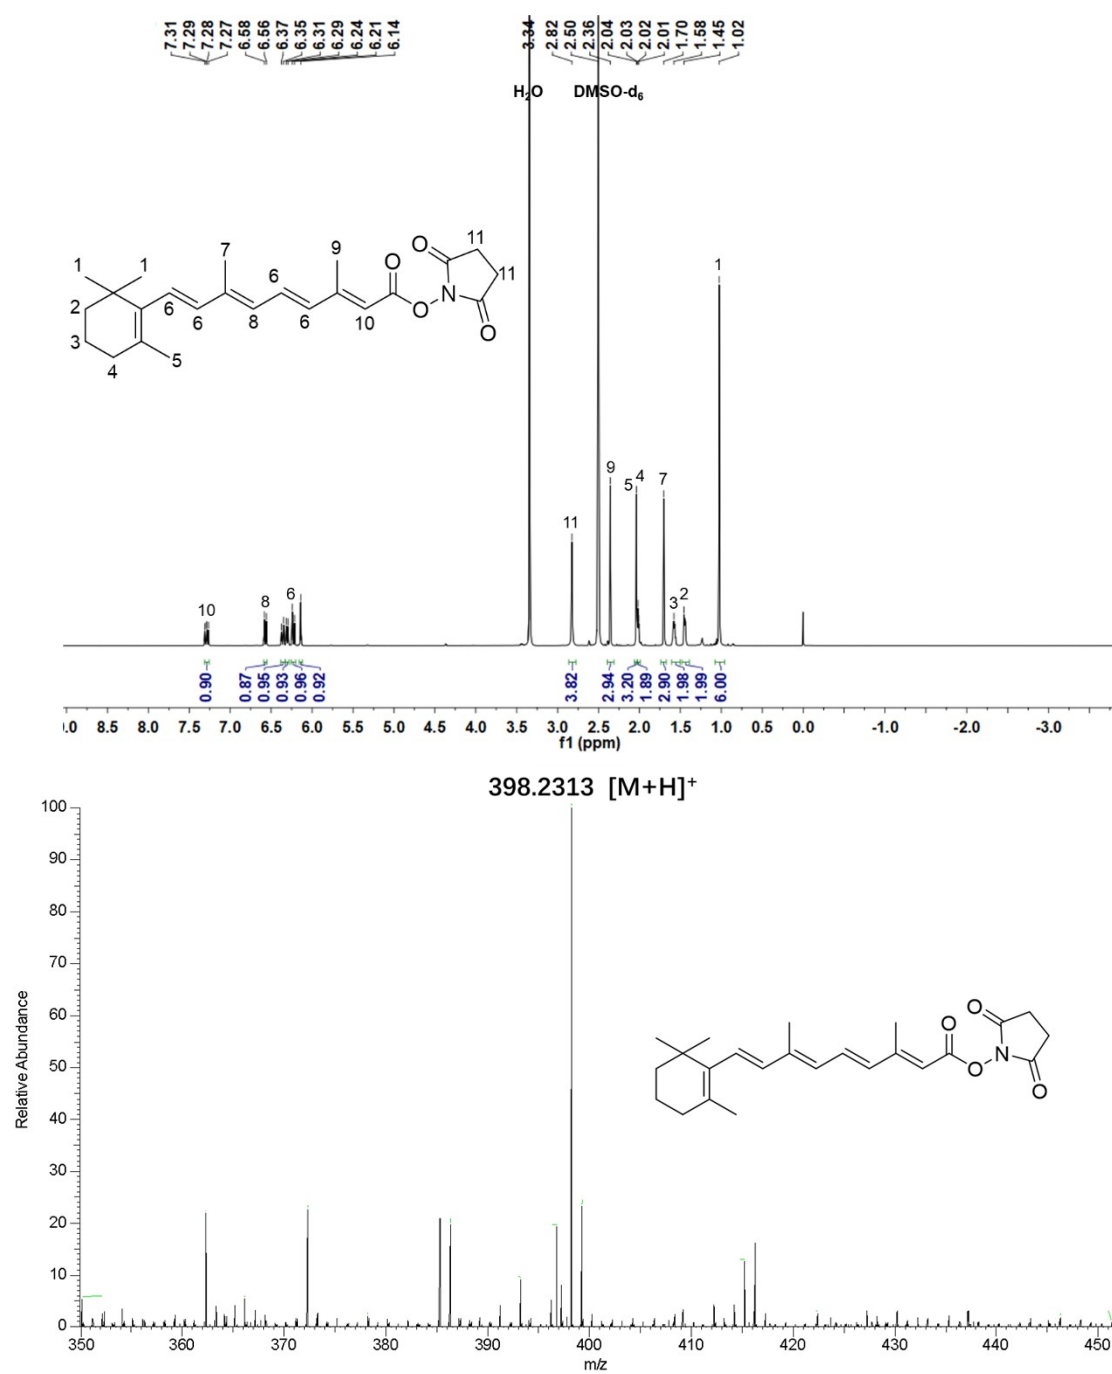 7.31 7.29 7.28 7.27 6.58 6.56 6.37 6.35 6.31 6.29 6.24 6.21 6.14 3.34 2.82 2.50 2.36 2.04 2.03 2.02 2.01 1.70 1.58 1.45 1.02
H₂O DMSO-d₆
1 1 7 9 O O 11
6 6 8 6 6 10 O N 11
2 3 4 5 O
10 8 6 11 9 5 4 7 3 2 1
0.90 0.87 0.95 0.93 0.96 0.92 3.82 2.94 3.20 1.89 2.90 1.98 1.99 6.00
.0 8.5 8.0 7.5 7.0 6.5 6.0 5.5 5.0 4.5 4.0 3.5 3.0 2.5 2.0 1.5 1.0 0.5 0.0 -1.0 -2.0 -3.0
f1 (ppm)
398.2313 [M+H]⁺
100
90
80
70
60
50
40
30
20
10
0
Relative Abundance
O O
O N
O
350 360 370 380 390 400 410 420 430 440 450
m/z